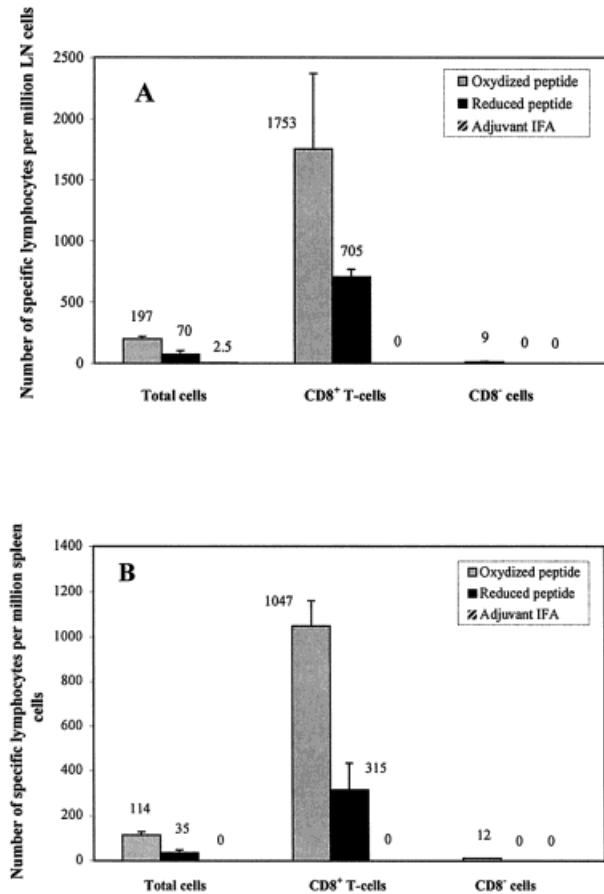 Number of specific lymphocytes per million LN cells
2500
2000
1500
1000
500
0
A
Oxydized peptide
Reduced peptide
Adjuvant IFA
197
70
2.5
1753
705
0
9
0
0
Total cells
CD8⁺ T-cells
CD8⁻ cells
Number of specific lymphocytes per million spleen
cells
1400
1200
1000
800
600
400
200
0
B
Oxydized peptide
Reduced peptide
Adjuvant IFA
114
35
0
1047
315
0
12
0
0
Total cells
CD8⁺ T-cells
CD8⁻ cells